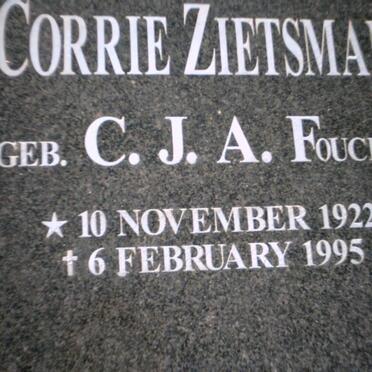 CORRIE ZIETSMA
GEB. C. J. A. FOUC
★ 10 NOVEMBER 1922
† 6 FEBRUARY 1995